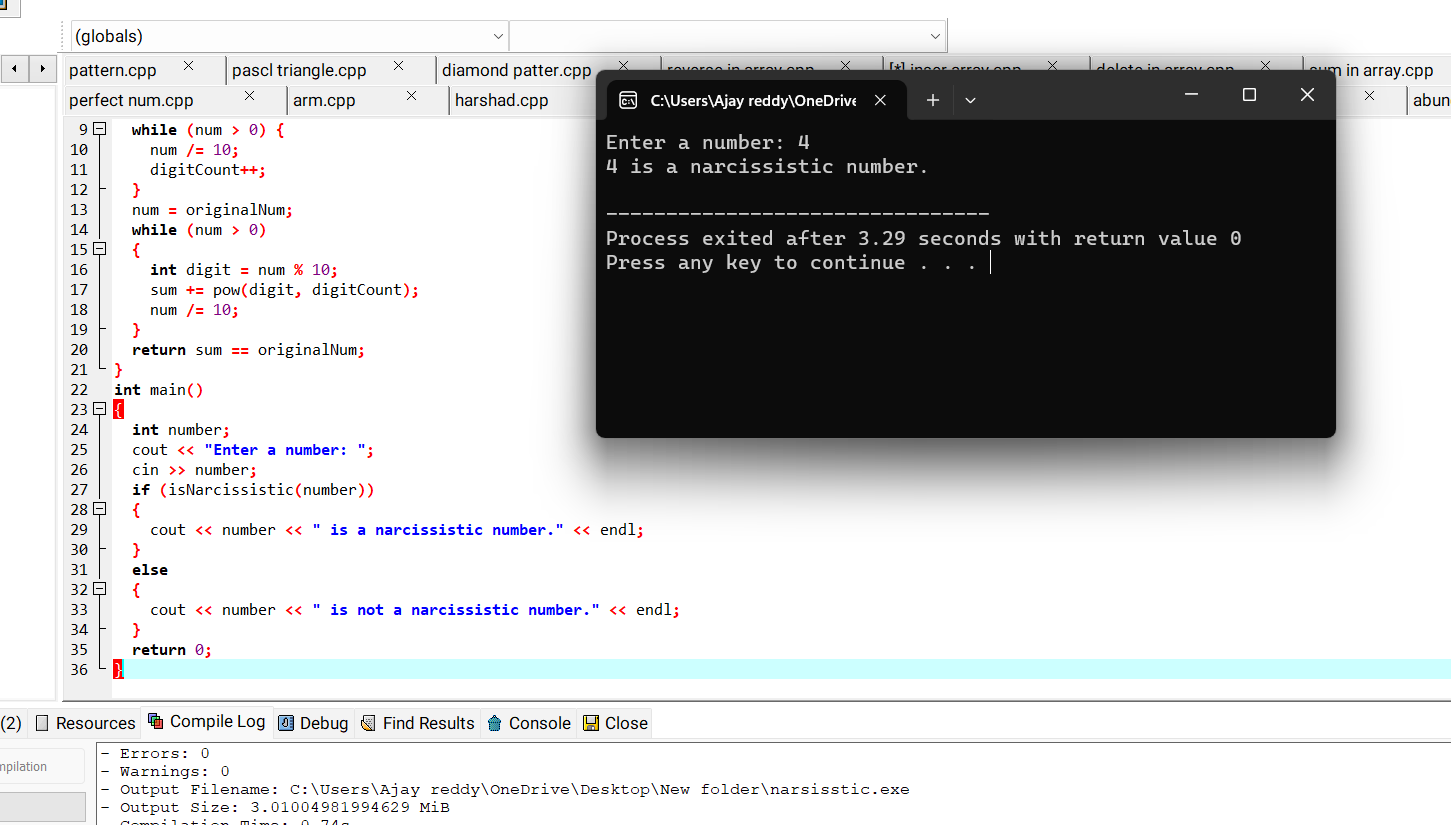 (globals)
pattern.cpp pascl triangle.cpp diamond patter.cpp reverse in array.cpp [*] inser array.cpp delete in array.cpp sum in array.cpp
perfect num.cpp arm.cpp harshad.cpp abun
C:\Users\Ajay reddy\OneDrive
Enter a number: 4
4 is a narcissistic number.
--------------------------------
Process exited after 3.29 seconds with return value 0
Press any key to continue . . .
9 while (num > 0) {
10 num /= 10;
11 digitCount++;
12 }
13 num = originalNum;
14 while (num > 0)
15 {
16 int digit = num % 10;
17 sum += pow(digit, digitCount);
18 num /= 10;
19 }
20 return sum == originalNum;
21 }
22 int main()
23 {
24 int number;
25 cout << "Enter a number: ";
26 cin >> number;
27 if (isNarcissistic(number))
28 {
29 cout << number << " is a narcissistic number." << endl;
30 }
31 else
32 {
33 cout << number << " is not a narcissistic number." << endl;
34 }
35 return 0;
36 }
(2) Resources Compile Log Debug Find Results Console Close
mpilation
- Errors: 0
- Warnings: 0
- Output Filename: C:\Users\Ajay reddy\OneDrive\Desktop\New folder\narsisstic.exe
- Output Size: 3.01004981994629 MiB
- Compilation Time: 0.74s